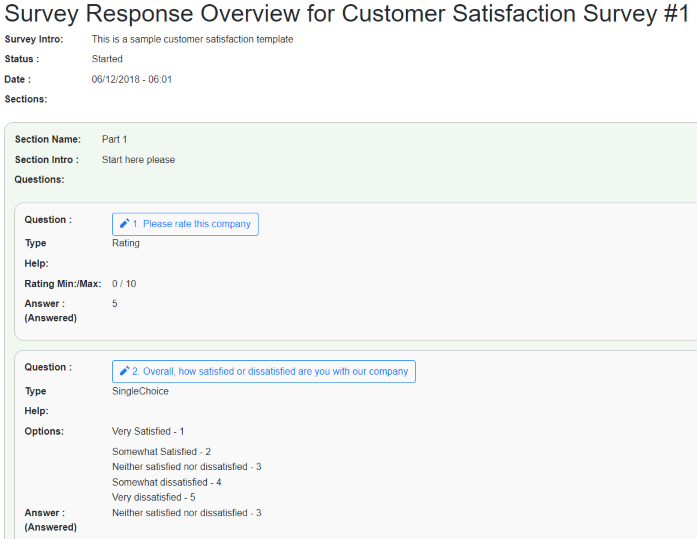 Survey Response Overview for Customer Satisfaction Survey #1
Survey Intro: This is a sample customer satisfaction template
Status : Started
Date : 06/12/2018 - 06:01
Sections:
Section Name: Part 1
Section Intro : Start here please
Questions:
Question : 1. Please rate this company
Type Rating
Help:
Rating Min:/Max: 0 / 10
Answer : 5
(Answered)
Question : 2. Overall, how satisfied or dissatisfied are you with our company
Type SingleChoice
Help:
Options: Very Satisfied - 1
Somewhat Satisfied - 2
Neither satisfied nor dissatisfied - 3
Somewhat dissatisfied - 4
Very dissatisfied - 5
Answer : Neither satisfied nor dissatisfied - 3
(Answered)